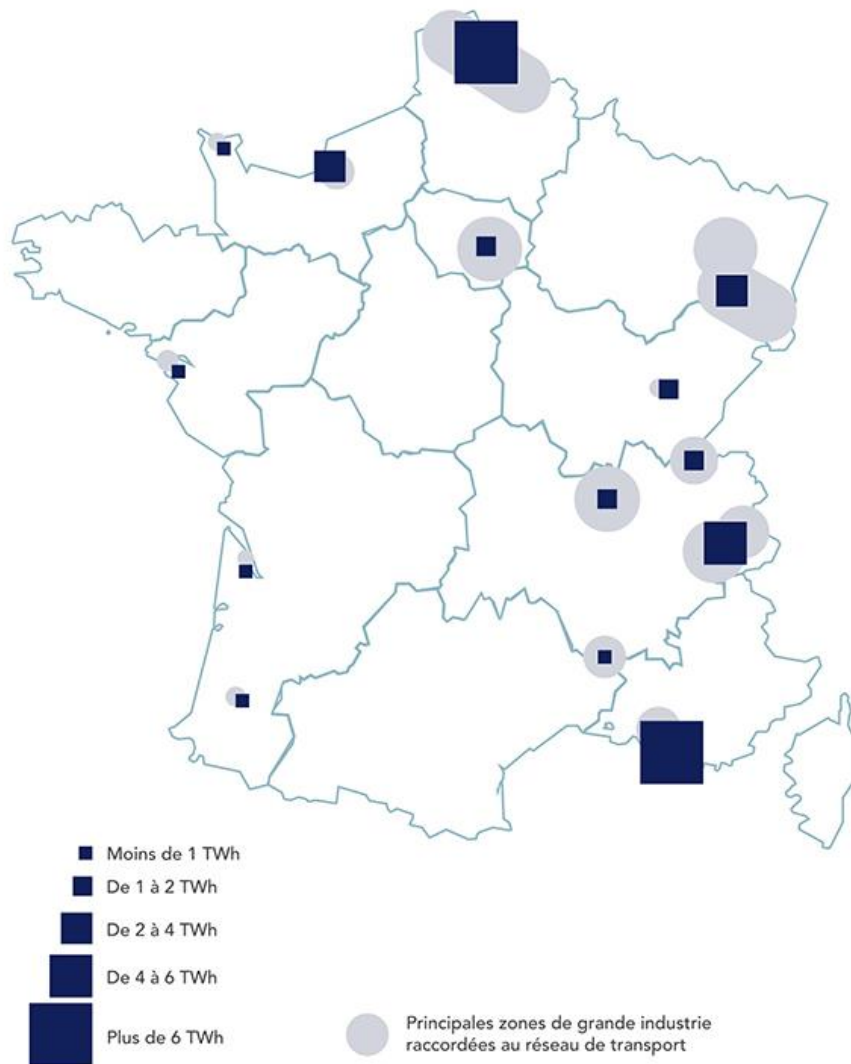 Moins de 1 TWh
De 1 à 2 TWh
De 2 à 4 TWh
De 4 à 6 TWh
Plus de 6 TWh
Principales zones de grande industrie
raccordées au réseau de transport